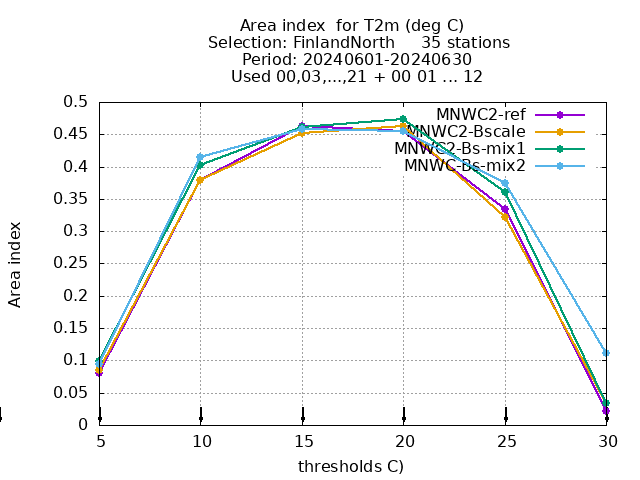 Area index  for T2m (deg C)
Selection: FinlandNorth     35 stations
Period: 20240601-20240630
Used 00,03,...,21 + 00 01 ... 12
0.5
0.45
0.4
0.35
0.3
0.25
0.2
0.15
0.1
0.05
0
Area index
MNWC2-ref
MNWC2-Bscale
MNWC2-Bs-mix1
MNWC-Bs-mix2
5 10 15 20 25 30
thresholds C)